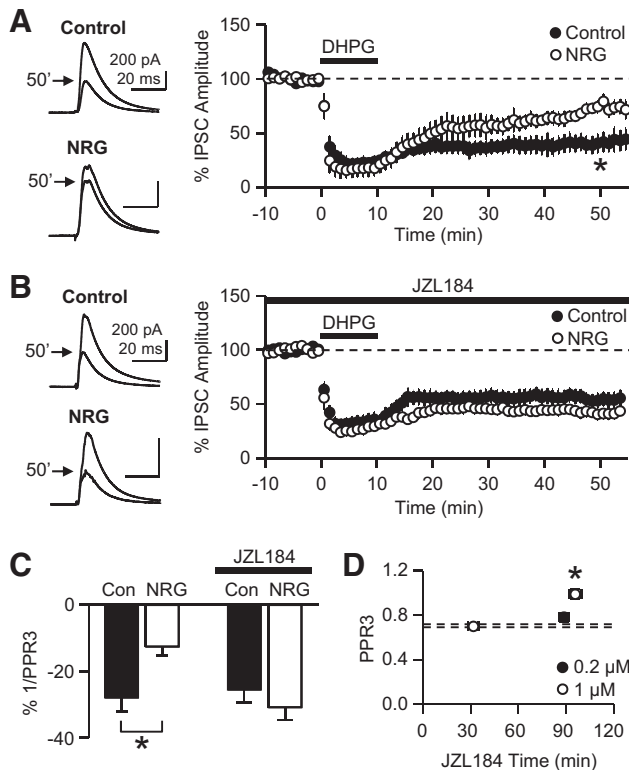 A
Control
200 pA
20 ms
50'
NRG
50'
% IPSC Amplitude
150
100
50
0
DHPG
Control
NRG
*
-10 0 10 20 30 40 50
Time (min)
B
Control
200 pA
20 ms
50'
NRG
50'
% IPSC Amplitude
150
100
50
0
JZL184
DHPG
Control
NRG
-10 0 10 20 30 40 50
Time (min)
C
JZL184
Con NRG Con NRG
% 1/PPR3
0
-20
-40
*
D
PPR3
1.2
0.8
0.4
0.0
*
0.2 µM
1 µM
0 30 60 90 120
JZL184 Time (min)